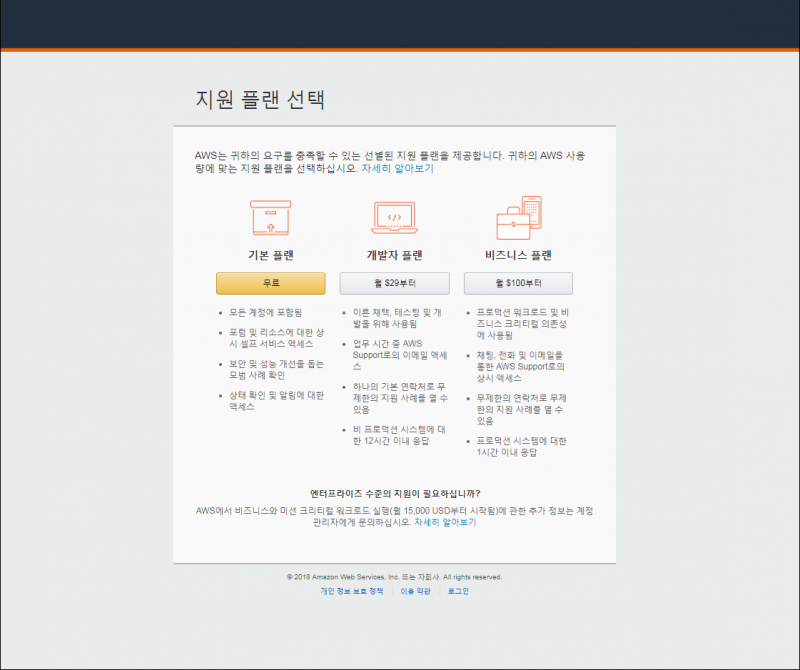 지원 플랜 선택
AWS는 귀하의 요구를 충족할 수 있는 선별된 지원 플랜을 제공합니다. 귀하의 AWS 사용
량에 맞는 지원 플랜을 선택하십시오. 자세히 알아보기
기본 플랜
무료
• 모든 계정에 포함됨
• 포럼 및 리소스에 대한 상
시 셀프 서비스 액세스
• 보안 및 성능 개선을 돕는
모범 사례 확인
• 상태 확인 및 알림에 대한
액세스
개발자 플랜
월 $29부터
• 이른 채택, 테스팅 및 개
발을 위해 사용됨
• 업무 시간 중 AWS
Support로의 이메일 액세
스
• 하나의 기본 연락처로 무
제한의 지원 사례를 열 수
있음
• 비 프로덕션 시스템에 대
한 12시간 이내 응답
비즈니스 플랜
월 $100부터
• 프로덕션 워크로드 및 비
즈니스 크리티컬 의존성
에 사용됨
• 채팅, 전화 및 이메일을
통한 AWS Support로의
상시 액세스
• 무제한의 연락처로 무제
한의 지원 사례를 열 수
있음
• 프로덕션 시스템에 대한
1시간 이내 응답
엔터프라이즈 수준의 지원이 필요하십니까?
AWS에서 비즈니스와 미션 크리티컬 워크로드 실행(월 15,000 USD부터 시작됨)에 관한 추가 정보는 계정
관리자에게 문의하십시오. 자세히 알아보기
© 2018 Amazon Web Services, Inc. 또는 자회사. All rights reserved.
개인 정보 보호 정책 | 이용 약관 | 로그인